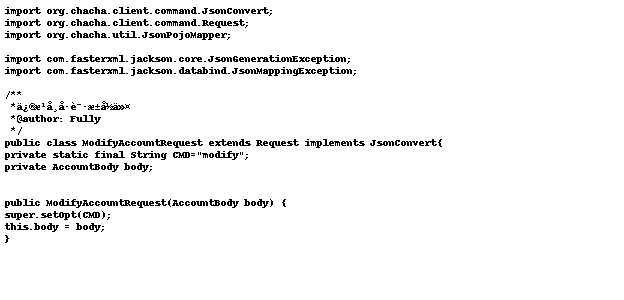 import org.chacha.client.command.JsonConvert;
import org.chacha.client.command.Request;
import org.chacha.util.JsonPojoMapper;
import com.fasterxml.jackson.core.JsonGenerationException;
import com.fasterxml.jackson.databind.JsonMappingException;
/**
*
*@author: Fully
*/
public class ModifyAccountRequest extends Request implements JsonConvert{
private static final String CMD="modify";
private AccountBody body;
public ModifyAccountRequest(AccountBody body) {
super.setOpt(CMD);
this.body = body;
}